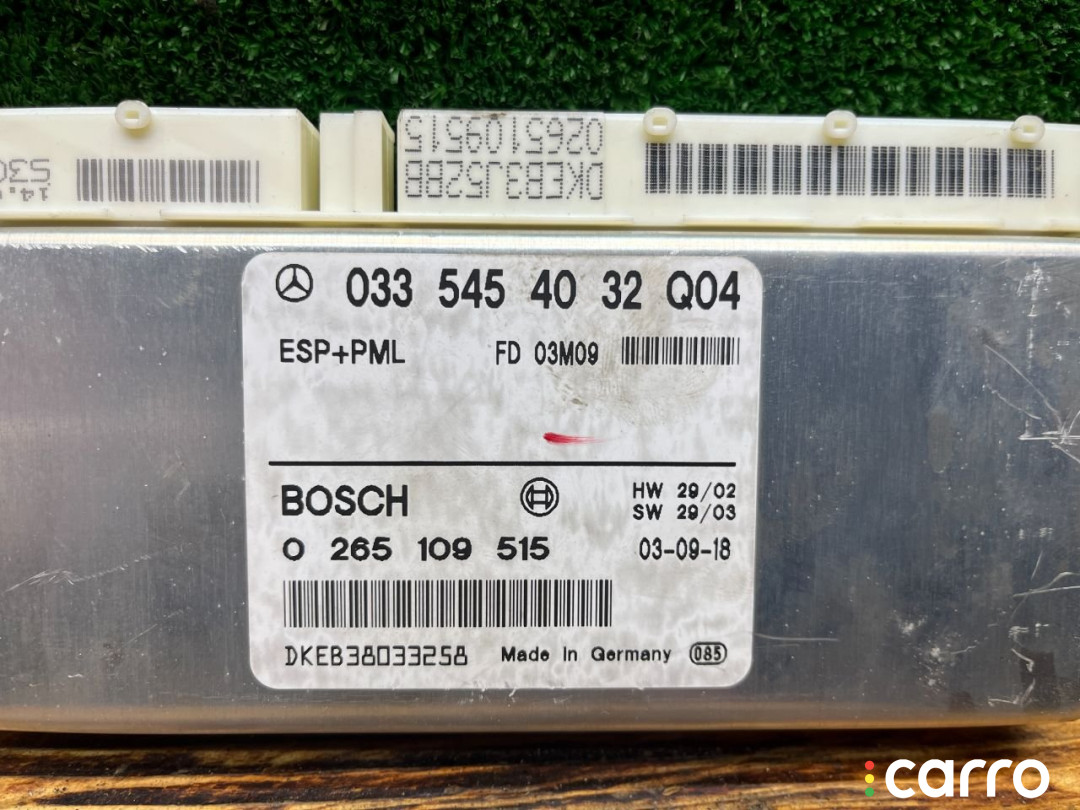 0265109515
DKEB3J528B
033 545 40 32 Q04
ESP+PML FD 03M09
BOSCH HW 29/02
SW 29/03
0 265 109 515 03-09-18
DKEB38033258 Made In Germany 085
carro